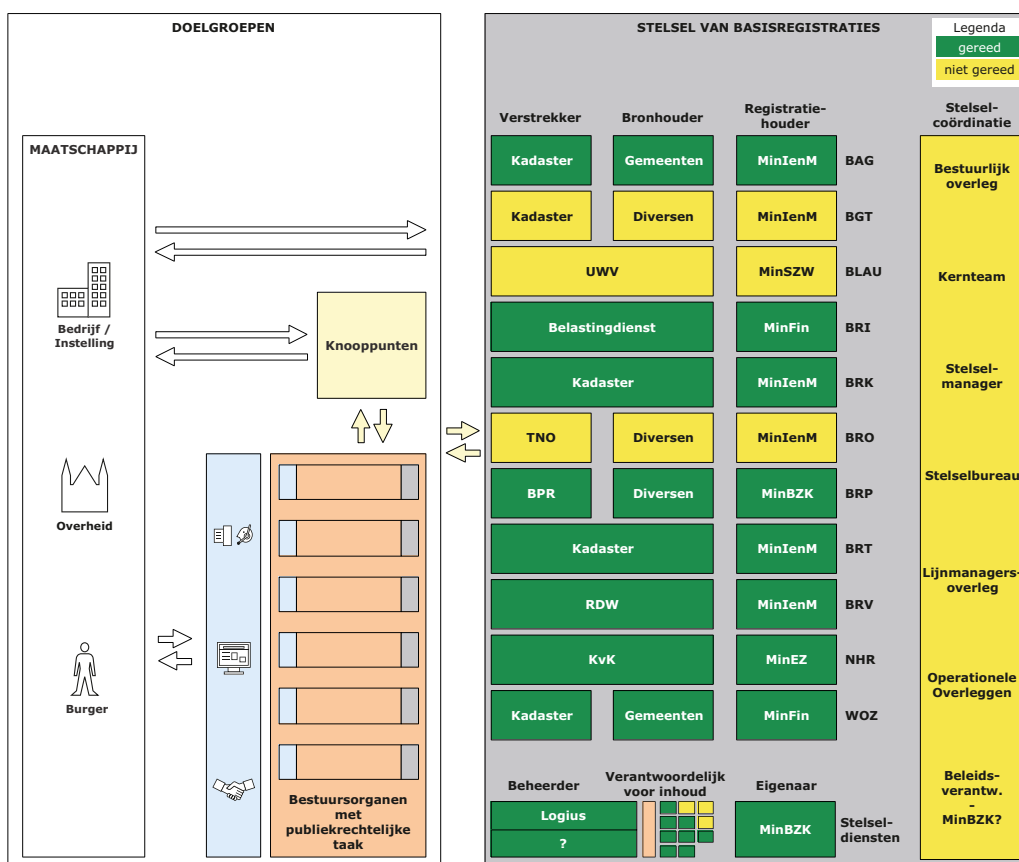 DOELGROEPEN
MAATSCHAPPIJ
Bedrijf /
Instelling
Overheid
Burger
Knooppunten
Bestuursorganen
met
publiekrechtelijke
taak
STELSEL VAN BASISREGISTRATIES
Legenda
gereed
niet gereed
Verstrekker
Bronhouder
Registratie-
houder
Stelsel-
coördinatie
Kadaster
Gemeenten
MinIenM
BAG
Kadaster
Diversen
MinIenM
BGT
UWV
MinSZW
BLAU
Belastingdienst
MinFin
BRI
Kadaster
MinIenM
BRK
TNO
Diversen
MinIenM
BRO
BPR
Diversen
MinBZK
BRP
Kadaster
MinIenM
BRT
RDW
MinIenM
BRV
KvK
MinEZ
NHR
Kadaster
Gemeenten
MinFin
WOZ
Beheerder
Verantwoordelijk
voor inhoud
Eigenaar
Logius
?
MinBZK
Stelsel-
diensten
Bestuurlijk
overleg
Kernteam
Stelsel-
manager
Stelselbureau
Lijnmanagers-
overleg
Operationele
Overleggen
Beleids-
verantw.
-
MinBZK?